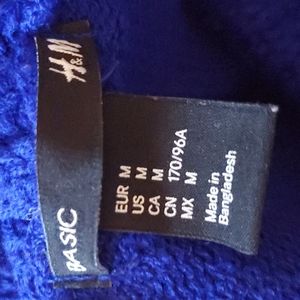 H&M
BASIC
EUR M
US M
CA M
CN 170/96A
MX M
Made in
Bangladesh